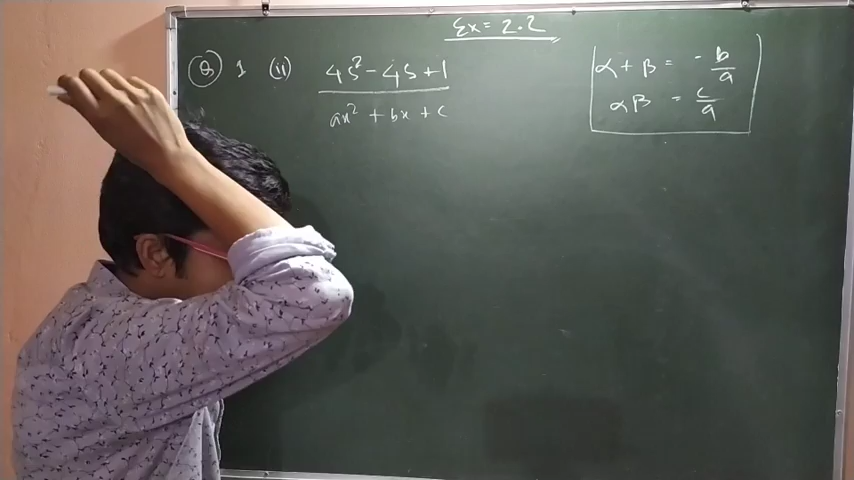 Ex = 2.2
Q 1 (ii) 4s² - 4s + 1
ax² + bx + c
α + β = - b/a
αβ = c/a